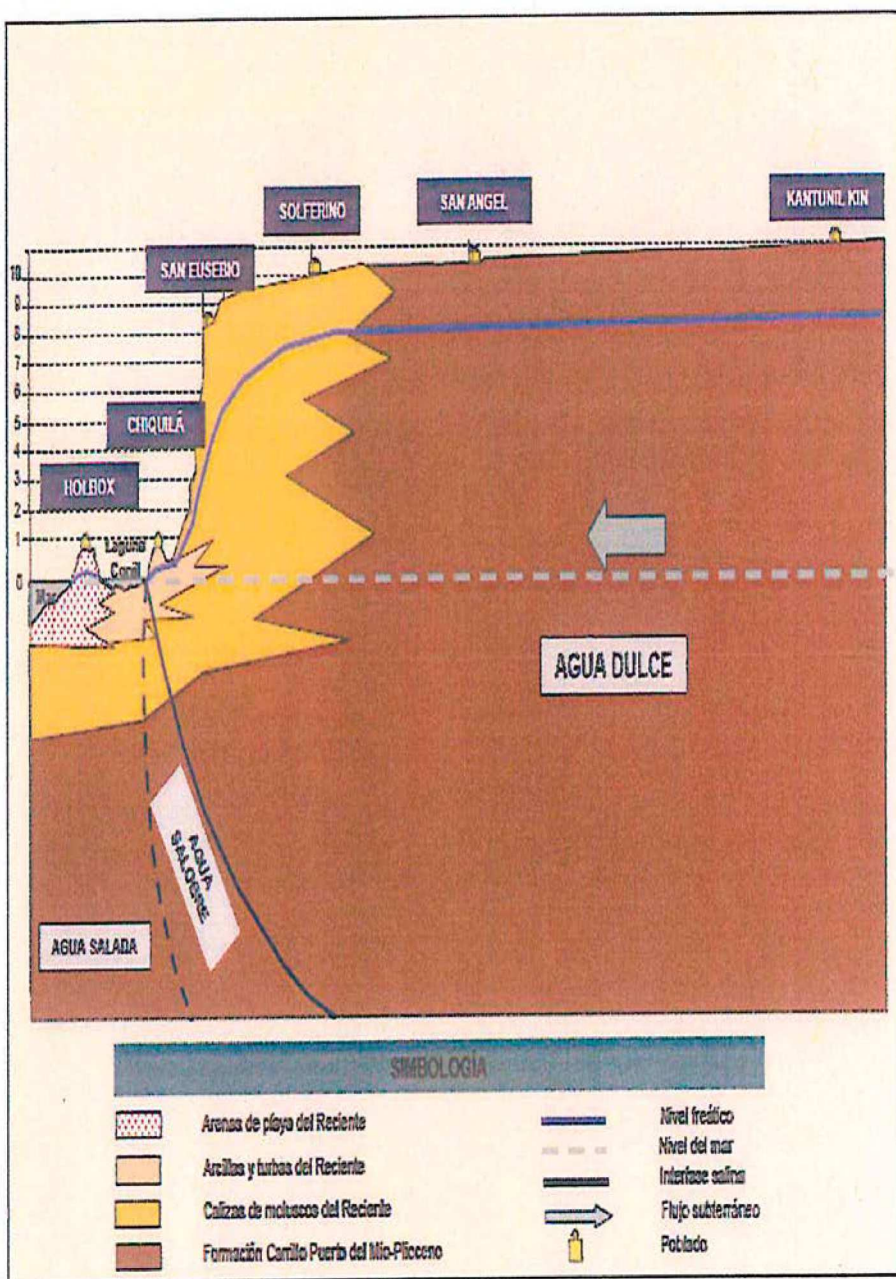 SOLFERINO
SAN ANGEL
KANTUNIL KIN
SAN EUSEBIO
10
9
8
7
6
5
4
3
2
1
0
CHIQUILÁ
HOLBOX
Laguna
Conil
Mar
AGUA DULCE
AGUA
SALOBRE
AGUA SALADA
SIMBOLOGÍA
Arenas de playa del Reciente
Arcillas y turbas del Reciente
Calizas de moluscos del Reciente
Formación Carrillo Puerto del Mio-Plioceno
Nivel freático
Nivel del mar
Interfase salina
Flujo subterráneo
Poblado